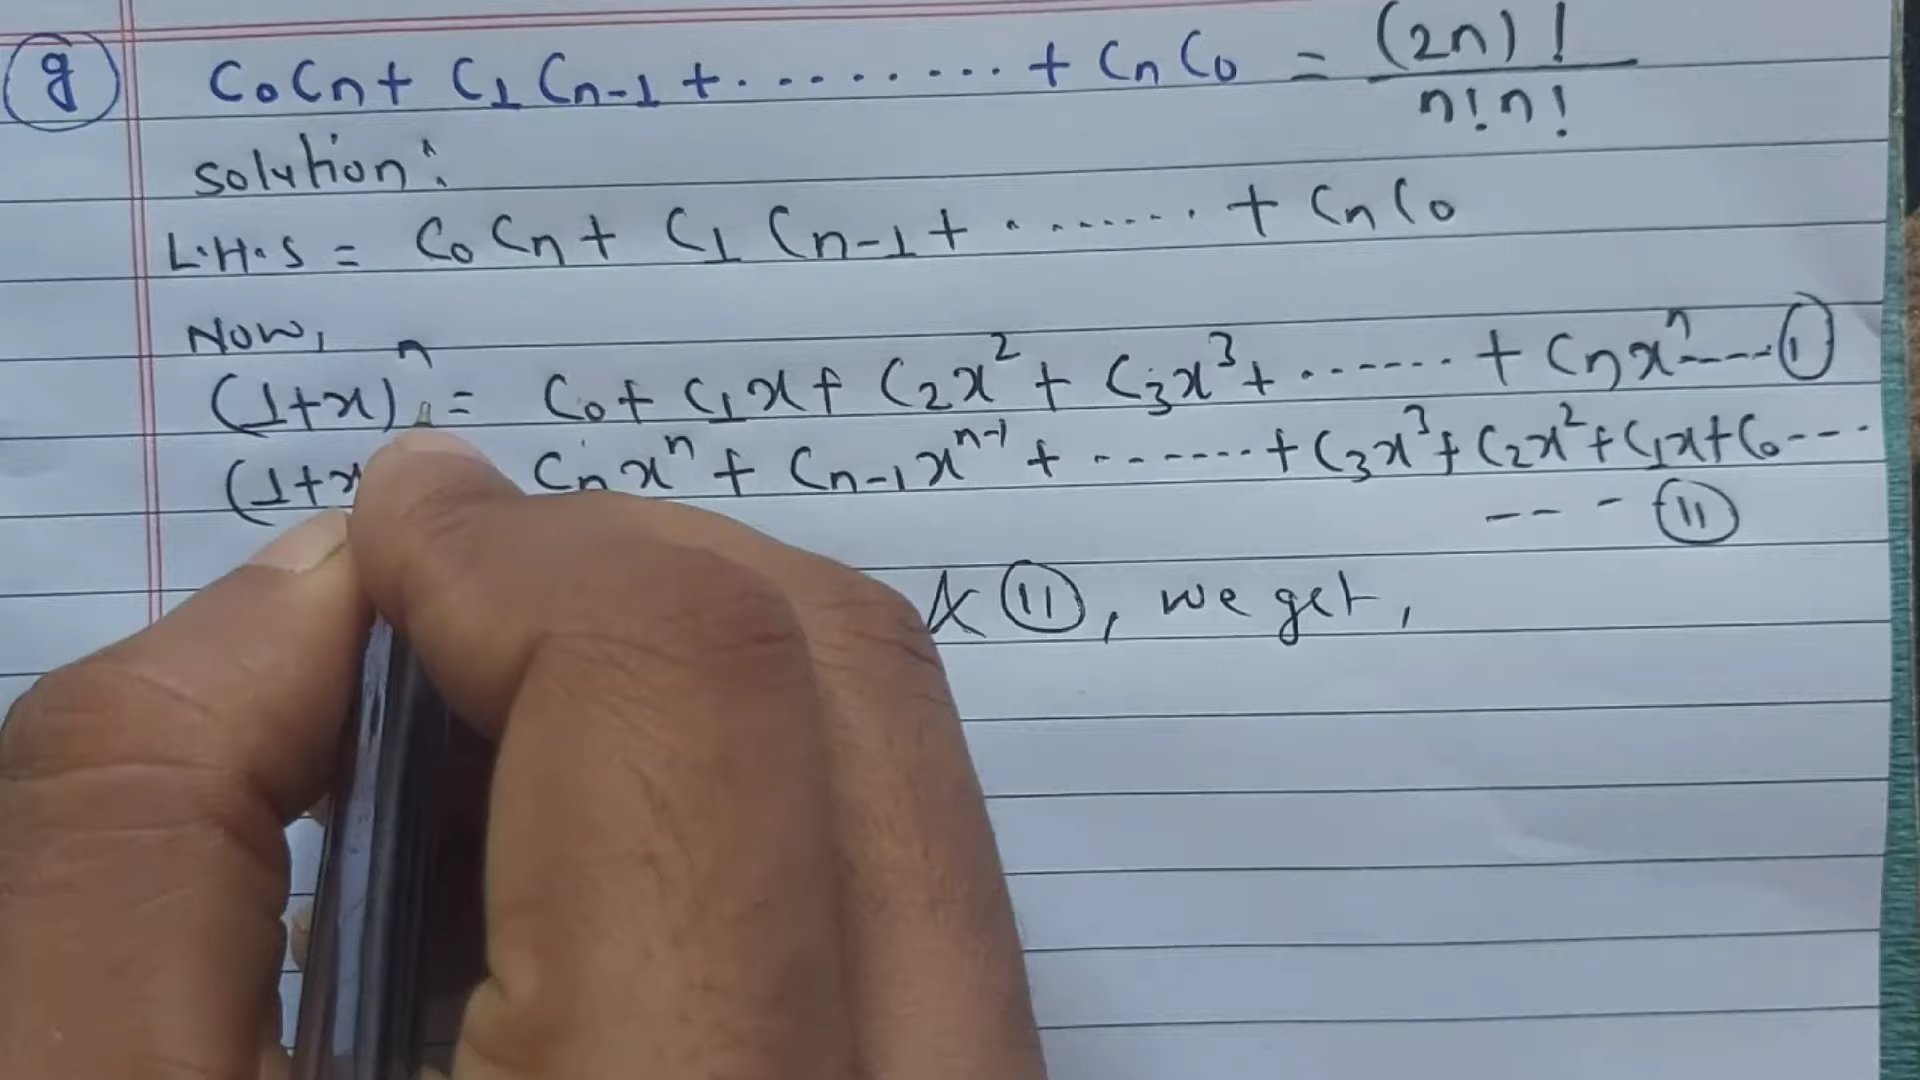 g C₀Cₙ + C₁Cₙ₋₁ + ........ + CₙC₀ = (2n)! / n!n!
solution:
L.H.S = C₀Cₙ + C₁Cₙ₋₁ + ....... + CₙC₀
Now,
(1+x)ⁿ = C₀ + C₁x + C₂x² + C₃x³ + ...... + Cₙxⁿ ---- (I)
(1+x Cₙxⁿ + Cₙ₋₁xⁿ⁻¹ + ...... + C₃x³ + C₂x² + C₁x + C₀ ---
--- (II)
& (II), we get,